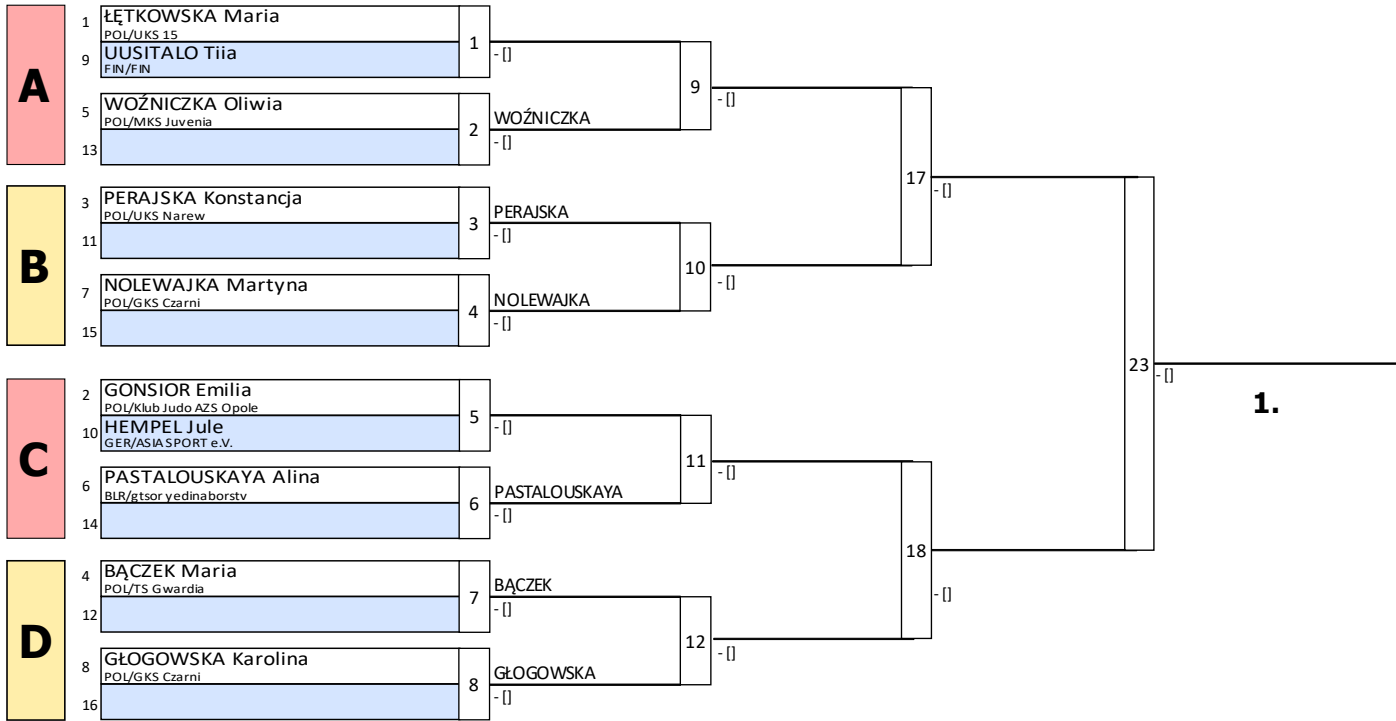 A
1 ŁĘTKOWSKA Maria
POL/UKS 15
9 UUSITALO Tiia
FIN/FIN
1
- []
5 WOŹNICZKA Oliwia
POL/MKS Juvenia
13
2
WOŹNICZKA
- []
9
- []
B
3 PERAJSKA Konstancja
POL/UKS Narew
11
3
PERAJSKA
- []
7 NOLEWAJKA Martyna
POL/GKS Czarni
15
4
NOLEWAJKA
- []
10
- []
17
- []
C
2 GONSIOR Emilia
POL/Klub Judo AZS Opole
10 HEMPEL Jule
GER/ASIASPORT e.V.
5
- []
6 PASTALOUSKAYA Alina
BLR/gtsor yedinaborstv
14
6
PASTALOUSKAYA
- []
11
- []
D
4 BĄCZEK Maria
POL/TS Gwardia
12
7
BĄCZEK
- []
8 GŁOGOWSKA Karolina
POL/GKS Czarni
16
8
GŁOGOWSKA
- []
12
- []
18
- []
23
- []
1.